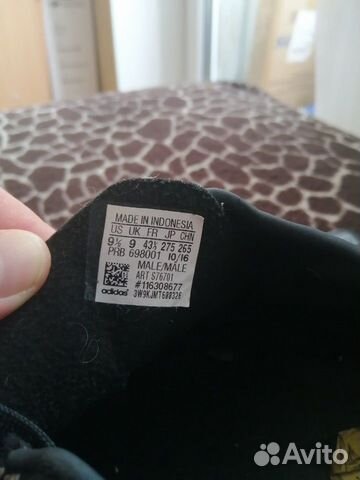 MADE IN INDONESIA
US UK FR JP CHN
9½ 9 43⅓ 275 265
PRB 698001 10/16
MALE/MALE
ART S76701
#116308677
adidas 3W9KJMT688328
Avito